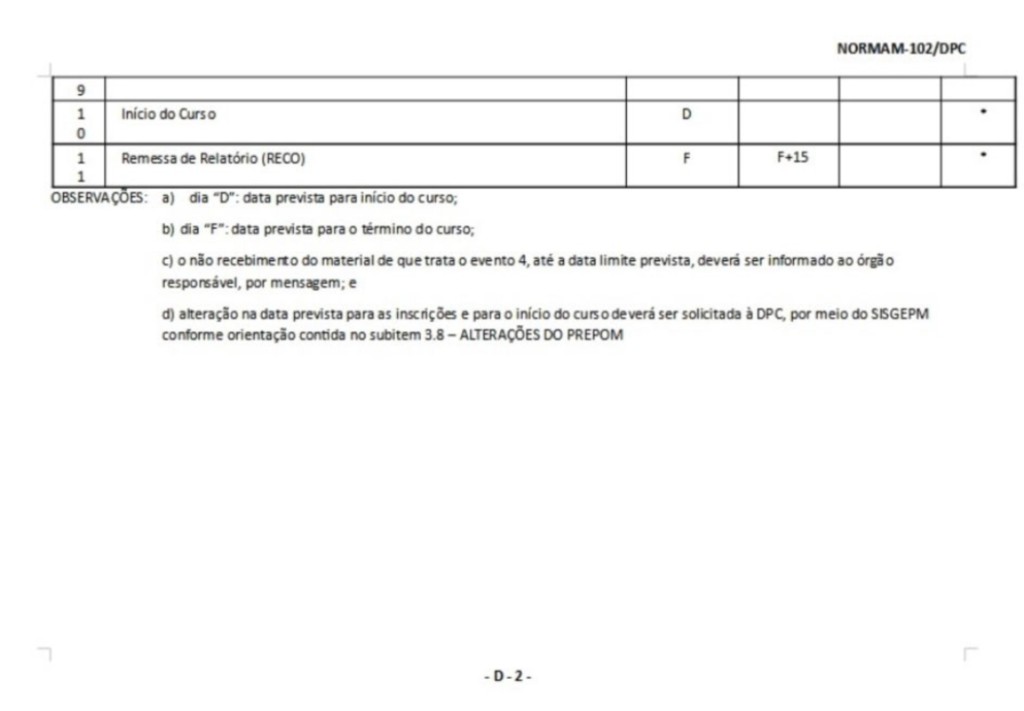 NORMAM-102/DPC
9
1 Início do Curso D *
0
1 Remessa de Relatório (RECO) F F+15 *
1
OBSERVAÇÕES: a) dia “D”: data prevista para início do curso;
b) dia “F”: data prevista para o término do curso;
c) o não recebimento do material de que trata o evento 4, até a data limite prevista, deverá ser informado ao órgão
responsável, por mensagem; e
d) alteração na data prevista para as inscrições e para o início do curso deverá ser solicitada à DPC, por meio do SISGEPM
conforme orientação contida no subitem 3.8 – ALTERAÇÕES DO PREPOM
- D - 2 -